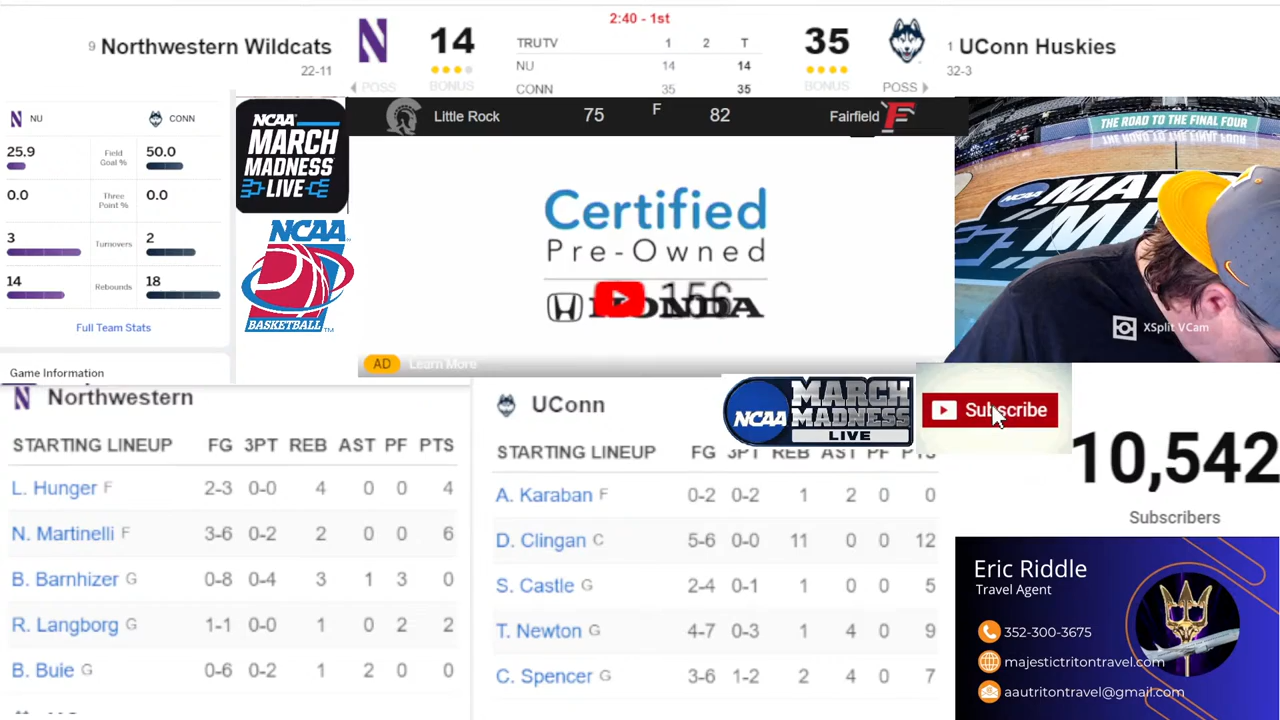 2:40 - 1st
9 Northwestern Wildcats
22-11
N
14
BONUS
POSS
TRUTV 1 2 T
NU 14 14
CONN 35 35
35
BONUS
POSS
1 UConn Huskies
32-3
NU CONN
25.9 Field Goal % 50.0
0.0 Three Point % 0.0
3 Turnovers 2
14 Rebounds 18
Full Team Stats
Game Information
NCAA
MARCH
MADNESS
LIVE
NCAA
BASKETBALL™
Little Rock 75 F 82 Fairfield
Certified
Pre-Owned
HONDA
AD Learn More
THE ROAD TO THE FINAL FOUR
NCAA
XSplit VCam
Northwestern
STARTING LINEUP FG 3PT REB AST PF PTS
L. Hunger F 2-3 0-0 4 0 0 4
N. Martinelli F 3-6 0-2 2 0 0 6
B. Barnhizer G 0-8 0-4 3 1 3 0
R. Langborg G 1-1 0-0 1 0 2 2
B. Buie G 0-6 0-2 1 2 0 0
UConn
STARTING LINEUP FG 3PT REB AST PF PTS
A. Karaban F 0-2 0-2 1 2 0 0
D. Clingan C 5-6 0-0 11 0 0 12
S. Castle G 2-4 0-1 1 0 0 5
T. Newton G 4-7 0-3 1 4 0 9
C. Spencer G 3-6 1-2 2 4 0 7
NCAA MARCH
MADNESS
LIVE
Subscribe
10,542
Subscribers
Eric Riddle
Travel Agent
352-300-3675
majestictritontravel.com
aautritontravel@gmail.com